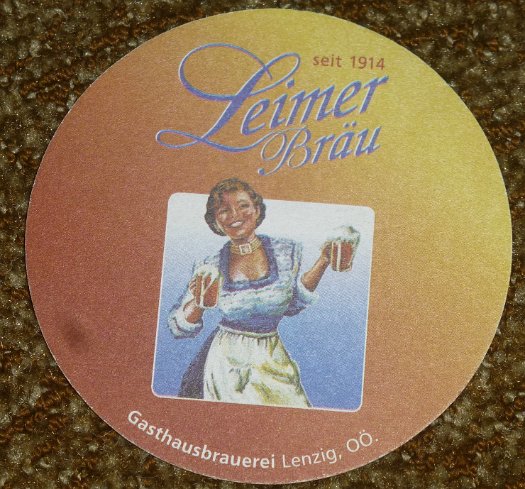 seit 1914
Leimer
Bräu
Gasthausbrauerei Lenzig, OÖ.